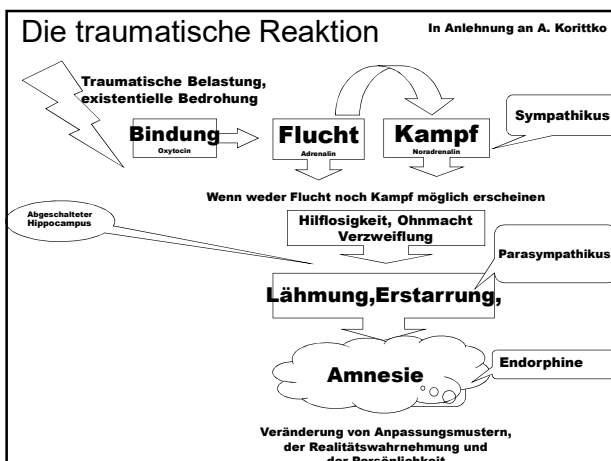 Die traumatische Reaktion
In Anlehnung an A. Korittko
Traumatische Belastung,
existentielle Bedrohung
Bindung
Oxytocin
Flucht
Adrenalin
Kampf
Noradrenalin
Sympathikus
Wenn weder Flucht noch Kampf möglich erscheinen
Abgeschalteter
Hippocampus
Hilflosigkeit, Ohnmacht
Verzweiflung
Parasympathikus
Lähmung,Erstarrung,
Amnesie
Endorphine
Veränderung von Anpassungsmustern,
der Realitätswahrnehmung und
der Persönlichkeit